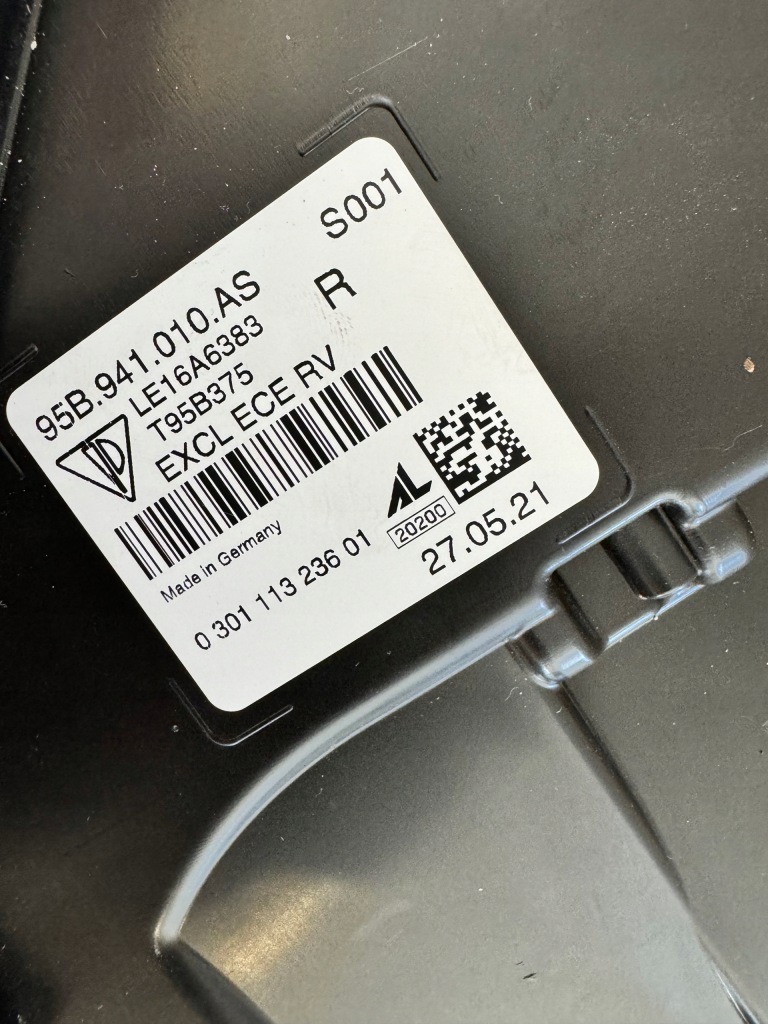 S001
95B.941.010.AS R
LE16A6383
T95B375
EXCL ECE RV
Made in Germany
AL
20200
0 301 113 236 01
27.05.21